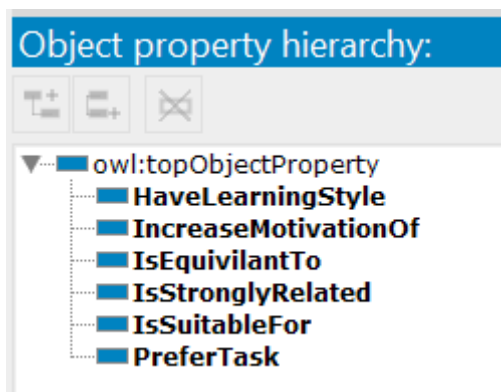 Object property hierarchy:
owl:topObjectProperty
HaveLearningStyle
IncreaseMotivationOf
IsEquivilantTo
IsStronglyRelated
IsSuitableFor
PreferTask